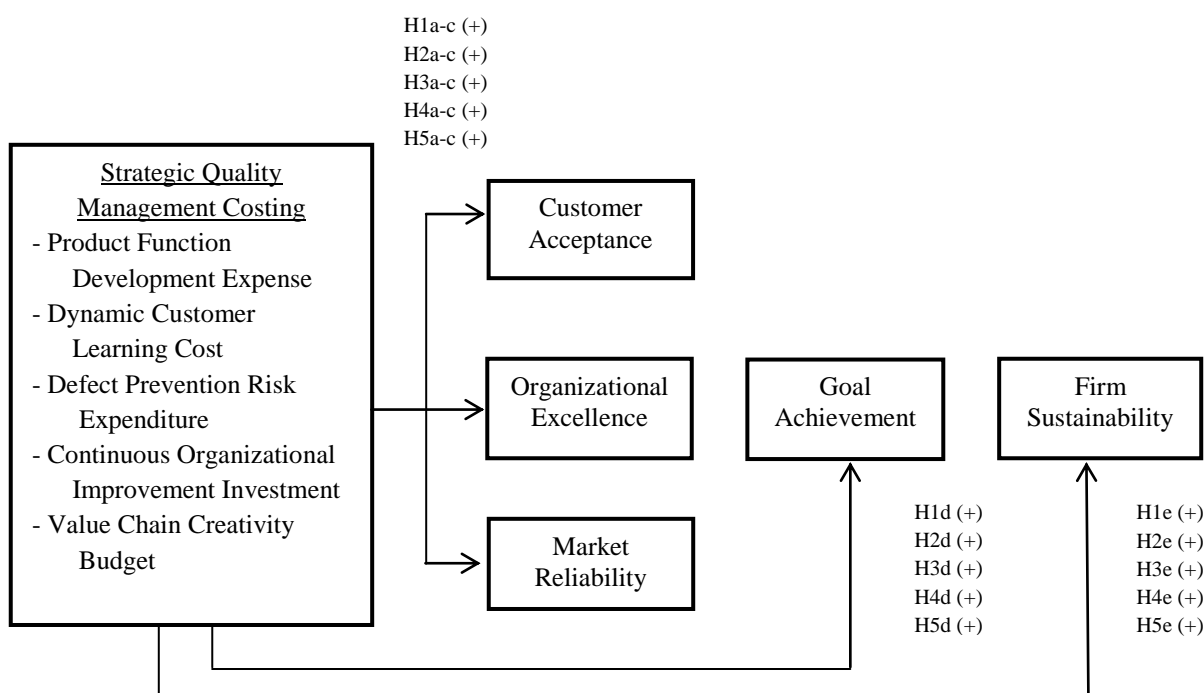 H1a-c (+)
H2a-c (+)
H3a-c (+)
H4a-c (+)
H5a-c (+)
Strategic Quality
Management Costing
- Product Function
Development Expense
- Dynamic Customer
Learning Cost
- Defect Prevention Risk
Expenditure
- Continuous Organizational
Improvement Investment
- Value Chain Creativity
Budget
Customer
Acceptance
Organizational
Excellence
Market
Reliability
Goal
Achievement
Firm
Sustainability
H1d (+)
H2d (+)
H3d (+)
H4d (+)
H5d (+)
H1e (+)
H2e (+)
H3e (+)
H4e (+)
H5e (+)